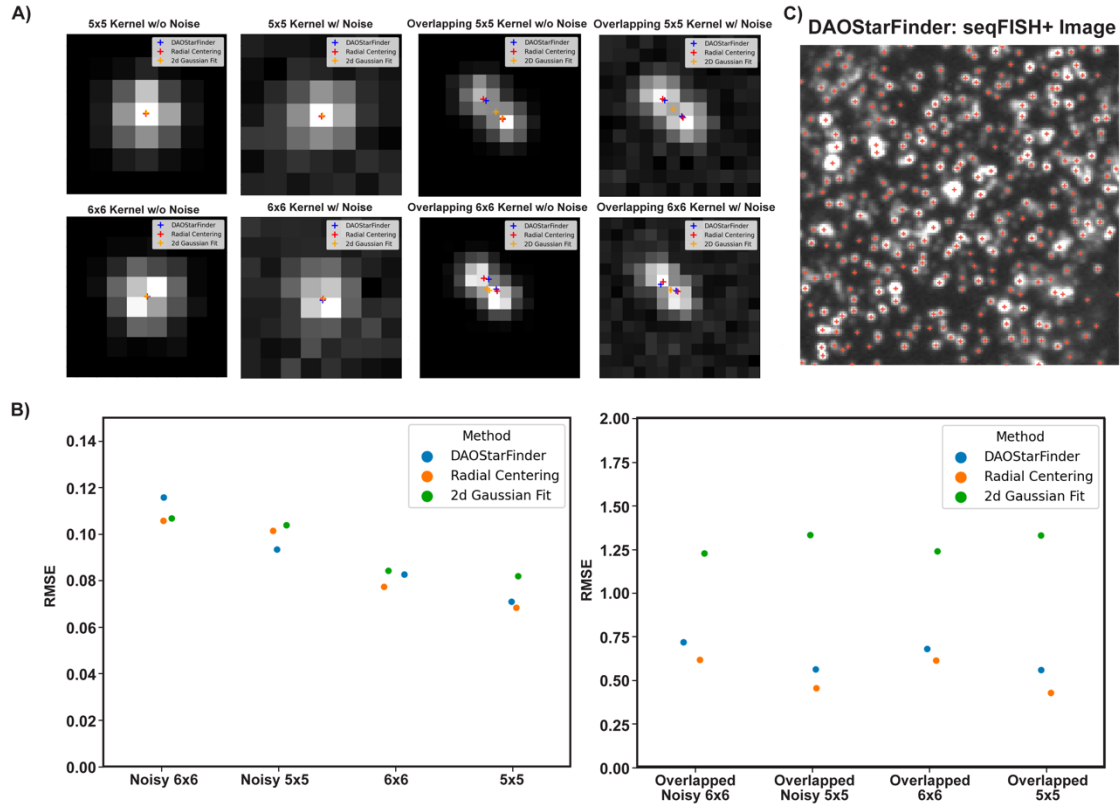 A)
5x5 Kernel w/o Noise
5x5 Kernel w/ Noise
Overlapping 5x5 Kernel w/o Noise
Overlapping 5x5 Kernel w/ Noise
DAOStarFinder
Radial Centering
2d Gaussian Fit
DAOStarFinder
Radial Centering
2d Gaussian Fit
DAOStarFinder
Radial Centering
2D Gaussian Fit
DAOStarFinder
Radial Centering
2D Gaussian Fit
6x6 Kernel w/o Noise
6x6 Kernel w/ Noise
Overlapping 6x6 Kernel w/o Noise
Overlapping 6x6 Kernel w/ Noise
DAOStarFinder
Radial Centering
2d Gaussian Fit
DAOStarFinder
Radial Centering
2d Gaussian Fit
DAOStarFinder
Radial Centering
2D Gaussian Fit
DAOStarFinder
Radial Centering
2D Gaussian Fit
C)
DAOStarFinder: seqFISH+ Image
B)
RMSE
0.14
0.12
0.10
0.08
0.06
0.04
0.02
0.00
Method
DAOStarFinder
Radial Centering
2d Gaussian Fit
Noisy 6x6
Noisy 5x5
6x6
5x5
RMSE
2.00
1.75
1.50
1.25
1.00
0.75
0.50
0.25
0.00
Method
DAOStarFinder
Radial Centering
2d Gaussian Fit
Overlapped
Noisy 6x6
Overlapped
Noisy 5x5
Overlapped
6x6
Overlapped
5x5